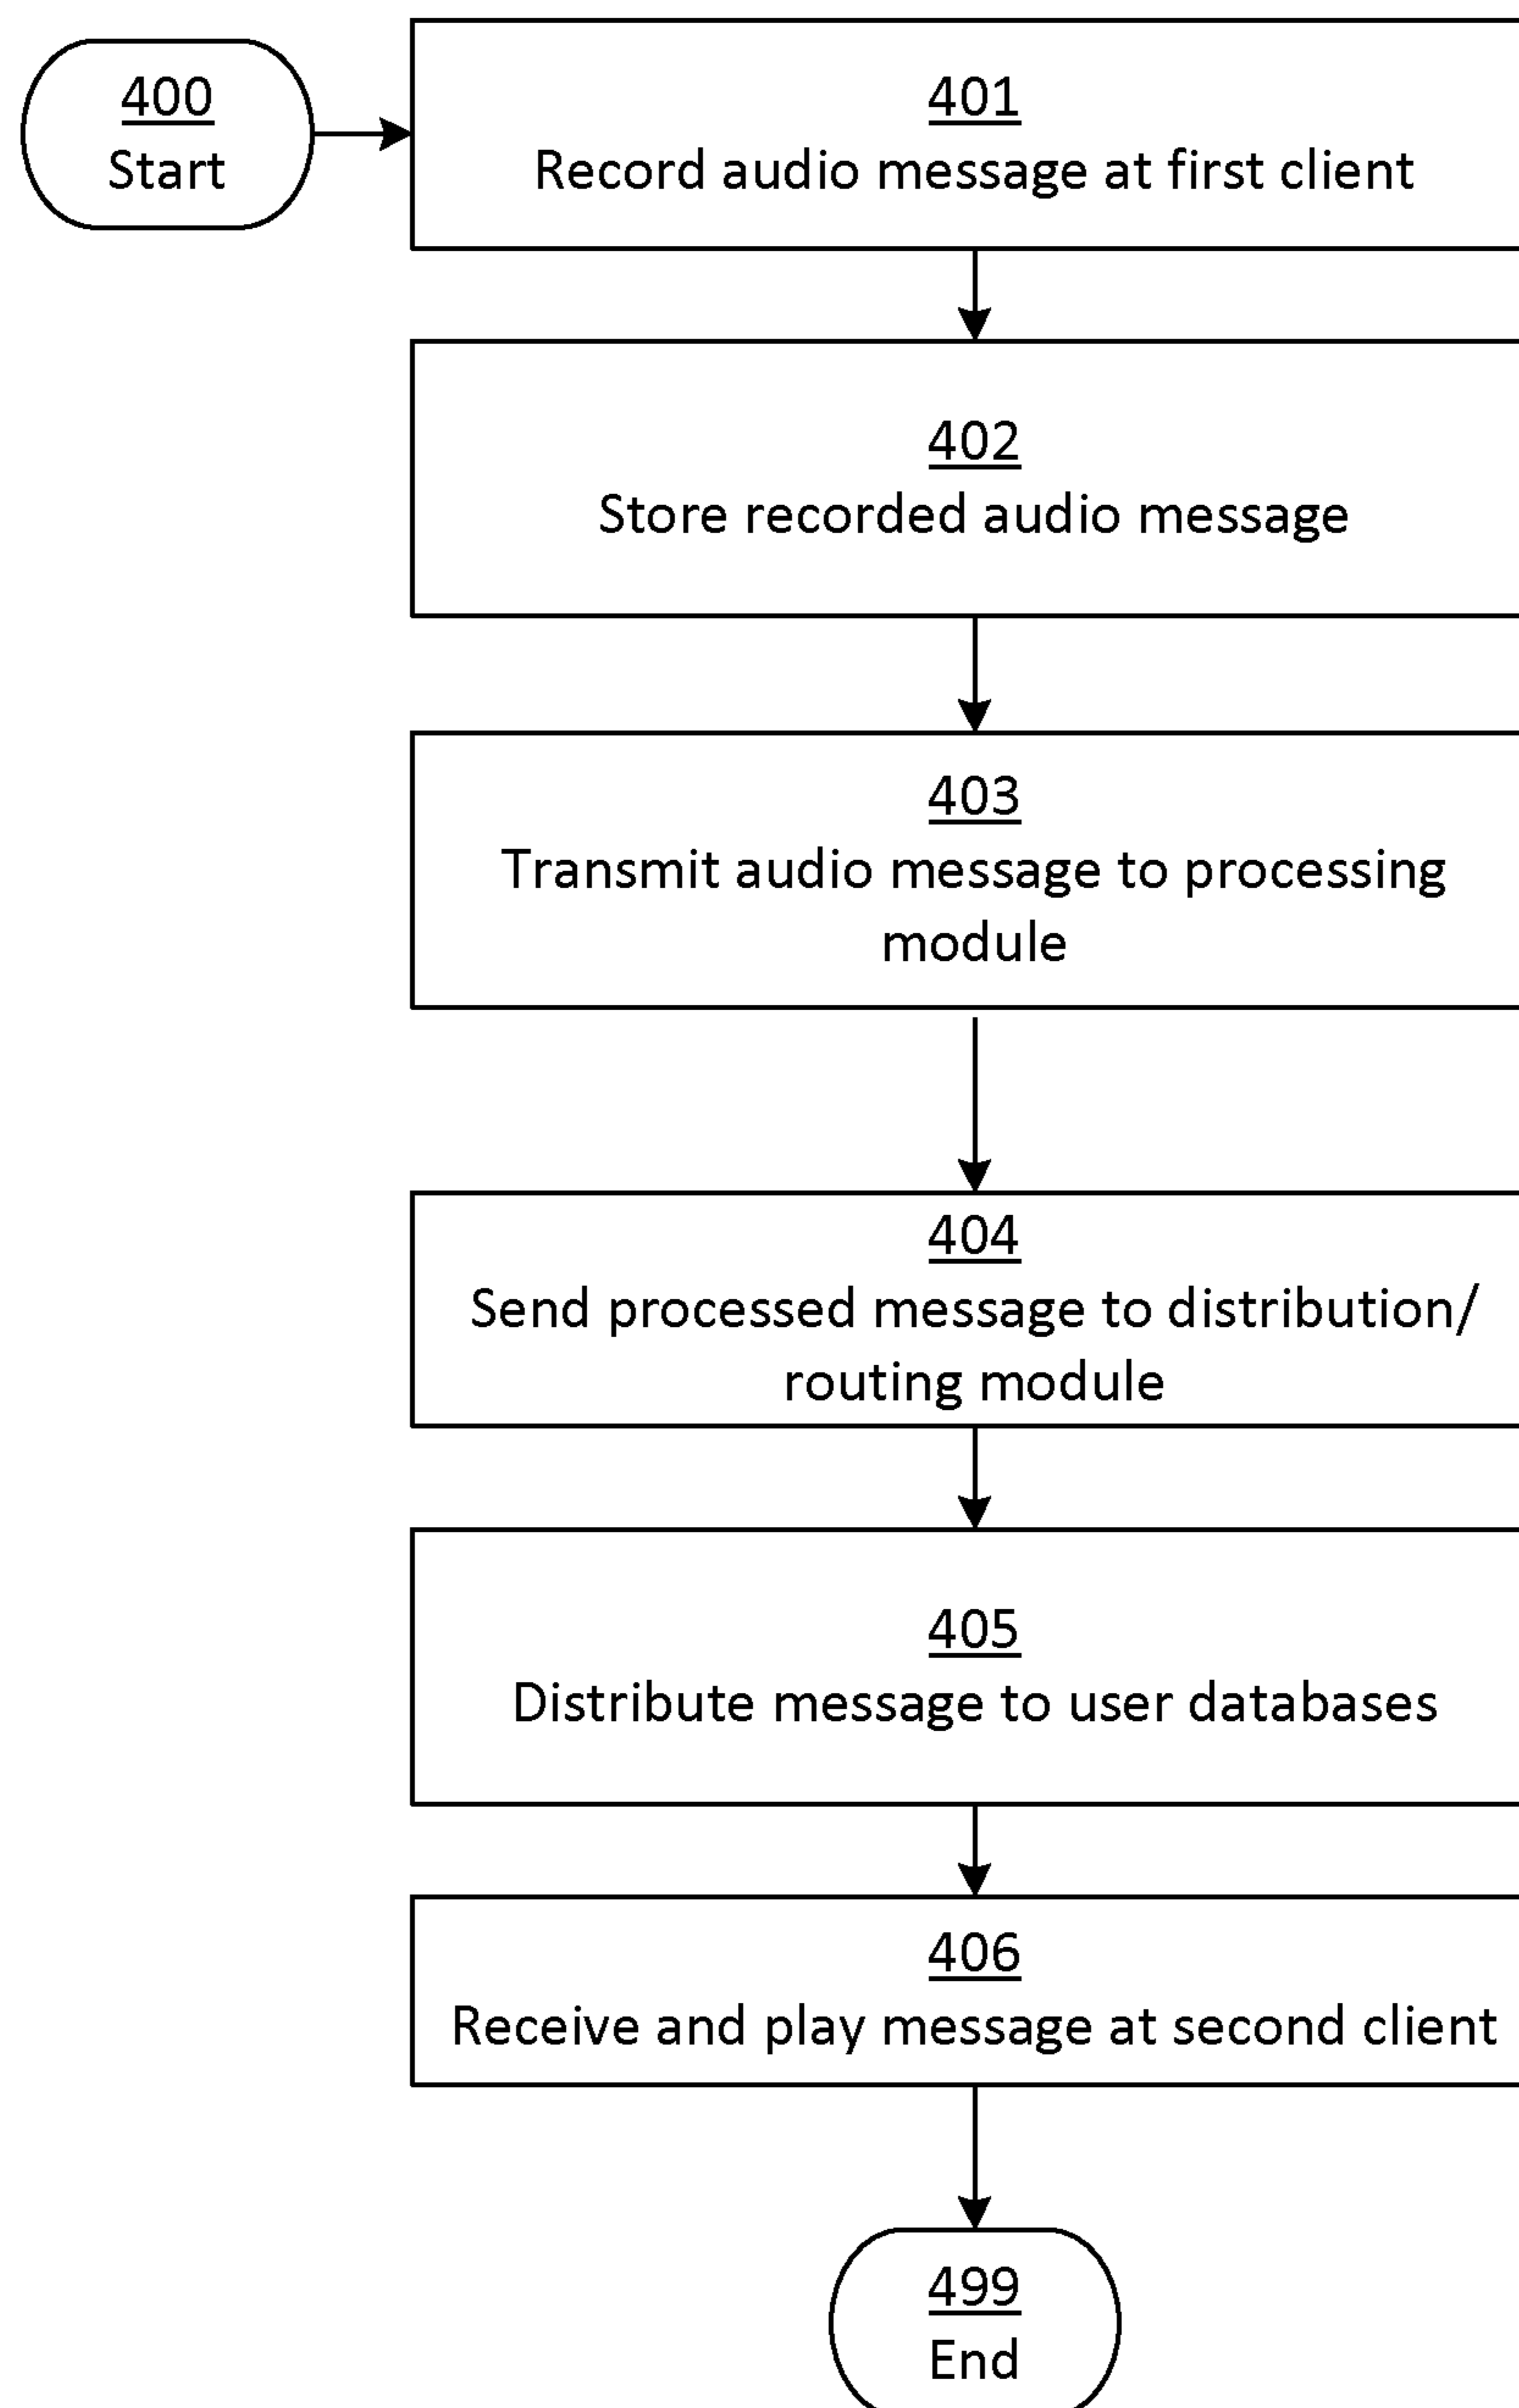 400
Start
401
Record audio message at first client
402
Store recorded audio message
403
Transmit audio message to processing
module
404
Send processed message to distribution/
routing module
405
Distribute message to user databases
406
Receive and play message at second client
499
End